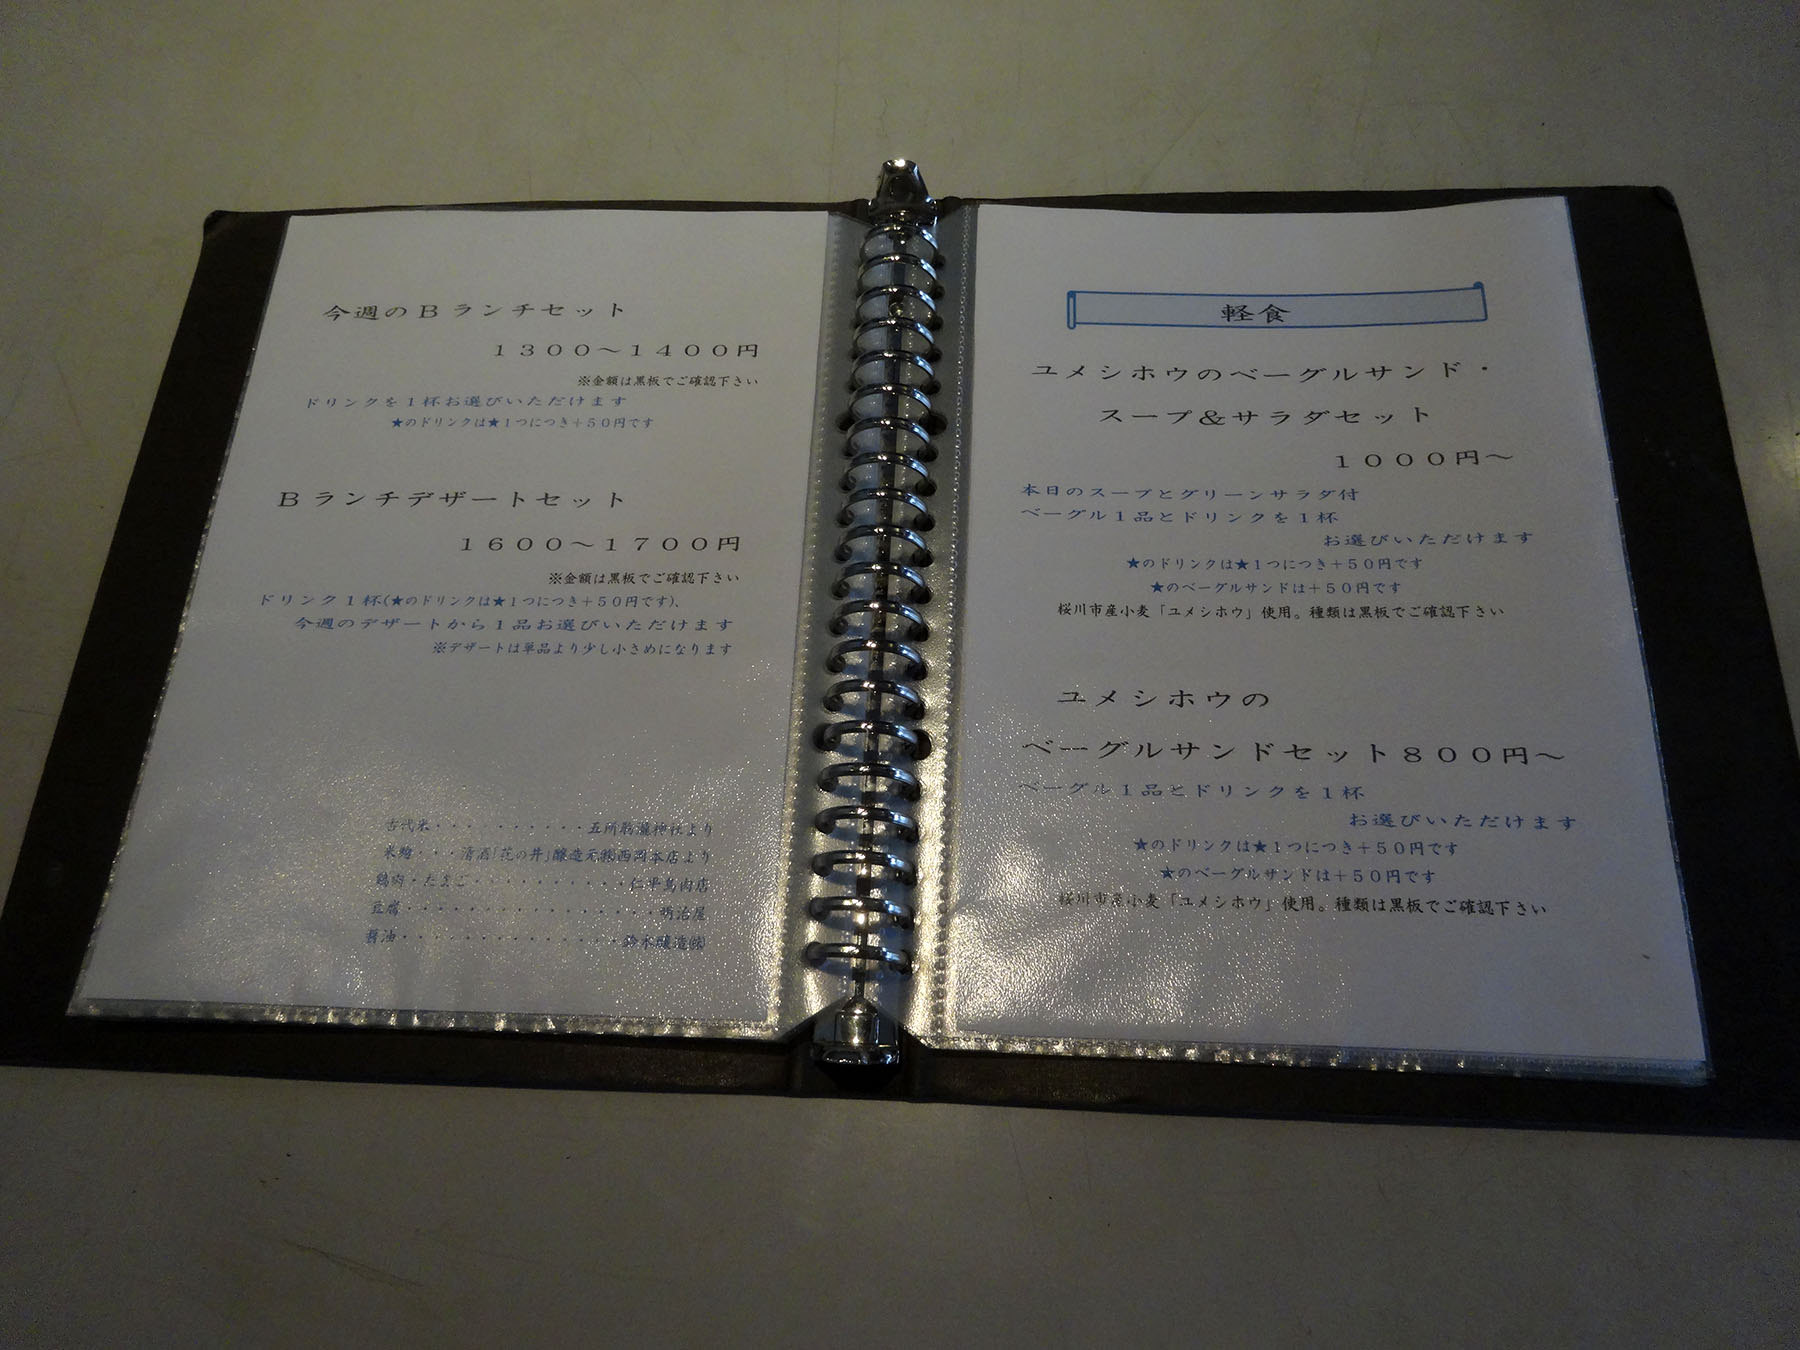 今週のBランチセット
1300〜1400円
※金額は黒板でご確認下さい
ドリンクを1杯お選びいただけます
★のドリンクは★1つにつき+50円です
Bランチデザートセット
1600〜1700円
※金額は黒板でご確認下さい
ドリンク1杯(★のドリンクは★1つにつき+50円です)、
今週のデザートから1品お選びいただけます
※デザートは単品より少し小さめになります
古代米・・・・・・・・・・五所駒瀧神社より
米麹・・・清酒「花の井」醸造元㈱西岡本店より
鶏肉・たまご・・・・・・・・・・仁平鳥肉店
豆腐・・・・・・・・・・・・・・・・明治屋
醤油・・・・・・・・・・・・・・鈴木醸造㈱
軽食
ユメシホウのベーグルサンド・
スープ&サラダセット
1000円〜
本日のスープとグリーンサラダ付
ベーグル1品とドリンクを1杯
お選びいただけます
★のドリンクは★1つにつき+50円です
★のベーグルサンドは+50円です
桜川市産小麦「ユメシホウ」使用。種類は黒板でご確認下さい
ユメシホウの
ベーグルサンドセット800円〜
ベーグル1品とドリンクを1杯
お選びいただけます
★のドリンクは★1つにつき+50円です
★のベーグルサンドは+50円です
桜川市産小麦「ユメシホウ」使用。種類は黒板でご確認下さい